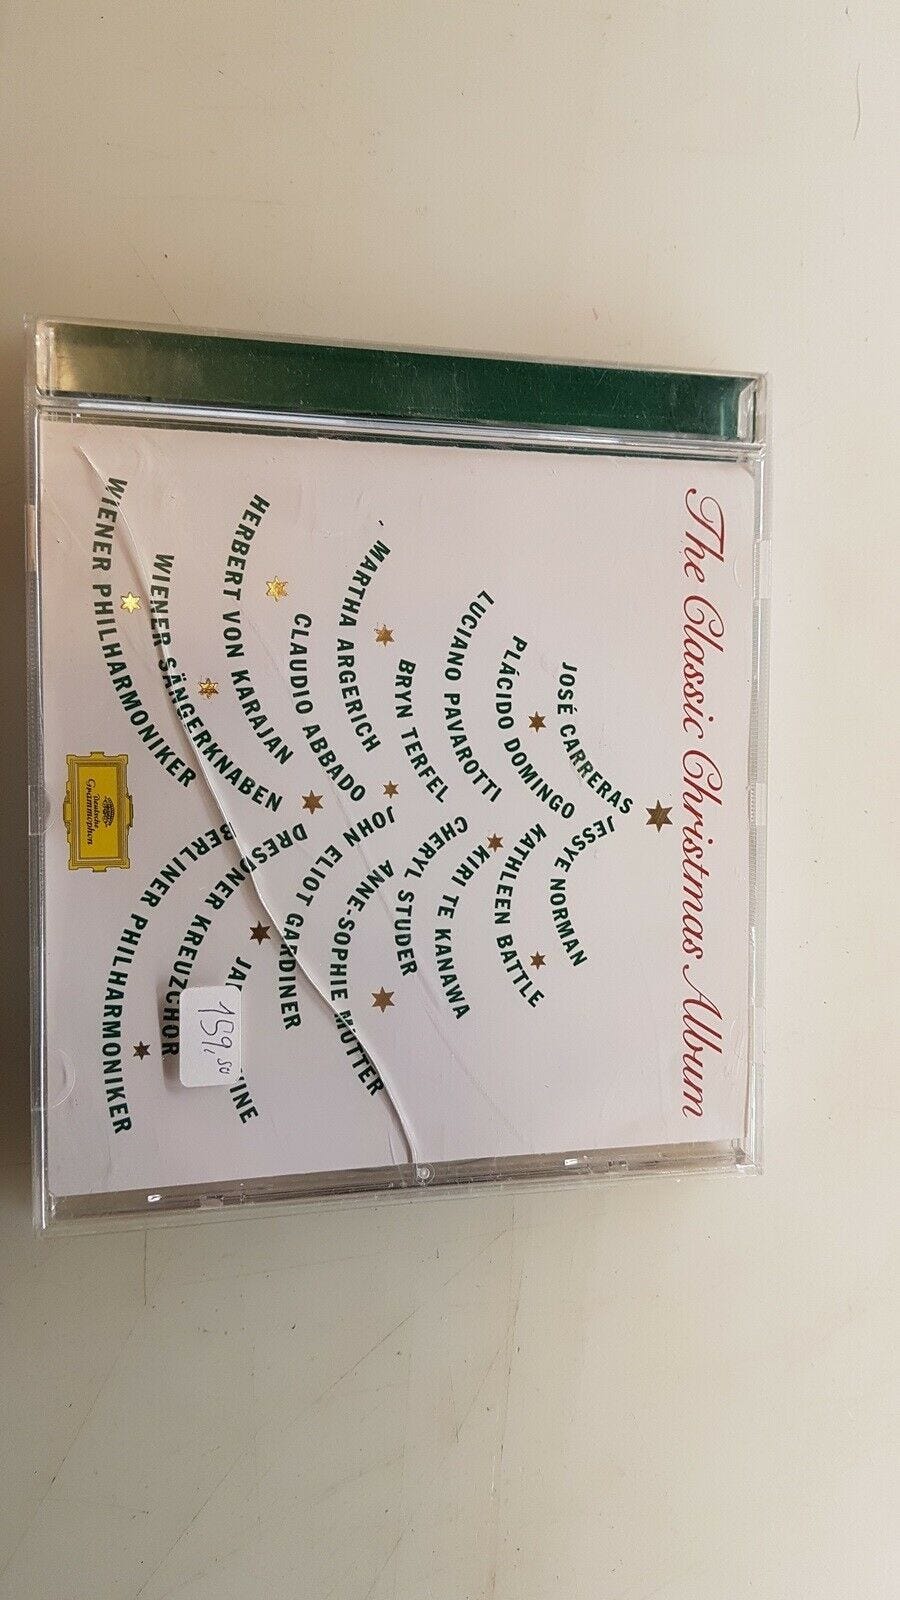 The Classic Christmas Album
JOSÉ CARRERAS
JESSYE NORMAN
PLÁCIDO DOMINGO
KATHLEEN BATTLE
LUCIANO PAVAROTTI
KIRI TE KANAWA
BRYN TERFEL
CHERYL STUDER
MARTHA ARGERICH
ANNE-SOPHIE MUTTER
CLAUDIO ABBADO
JOHN ELIOT GARDINER
HERBERT VON KARAJAN
WIENER SÄNGERKNABEN
DRESDNER KREUZCHOR
WIENER PHILHARMONIKER
BERLINER PHILHARMONIKER
159,50
Deutsche
Grammophon